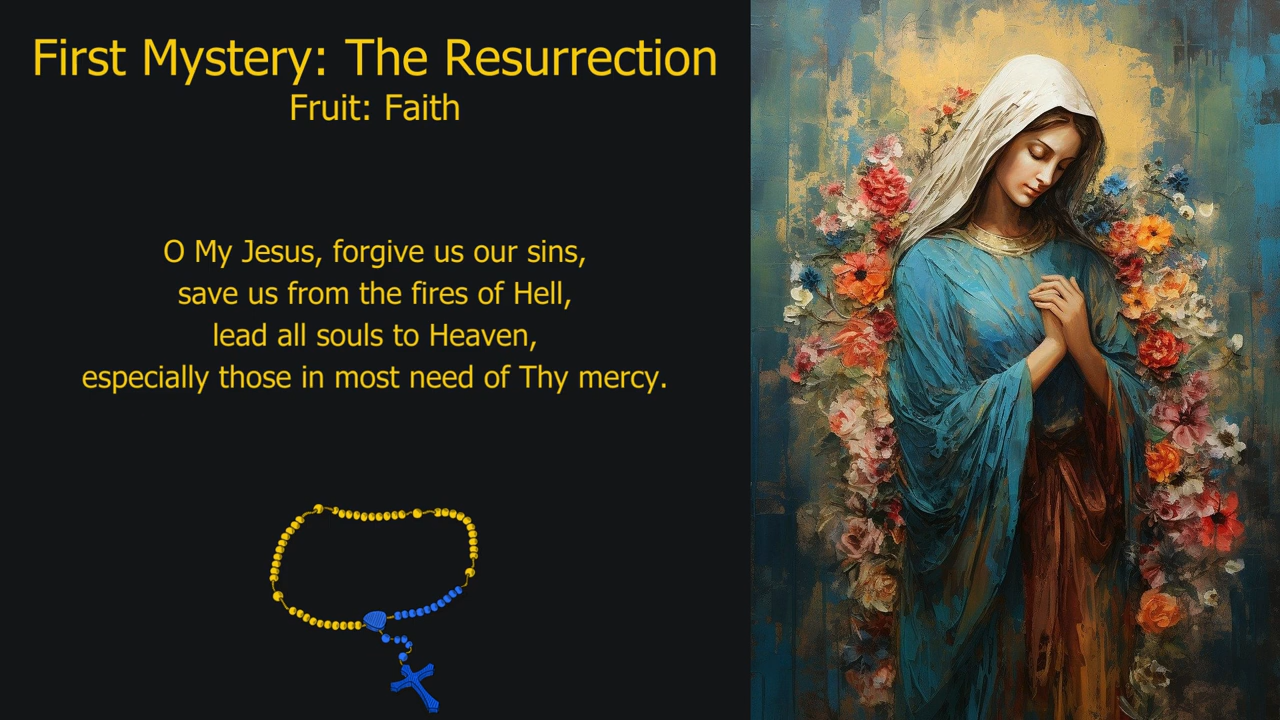 First Mystery: The Resurrection
Fruit: Faith
O My Jesus, forgive us our sins,
save us from the fires of Hell,
lead all souls to Heaven,
especially those in most need of Thy mercy.